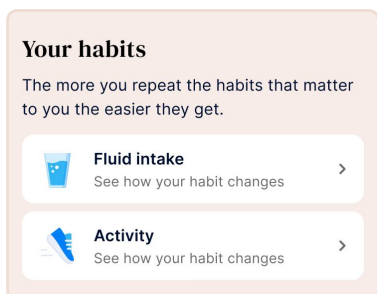 Your habits
The more you repeat the habits that matter
to you the easier they get.
Fluid intake
See how your habit changes
Activity
See how your habit changes